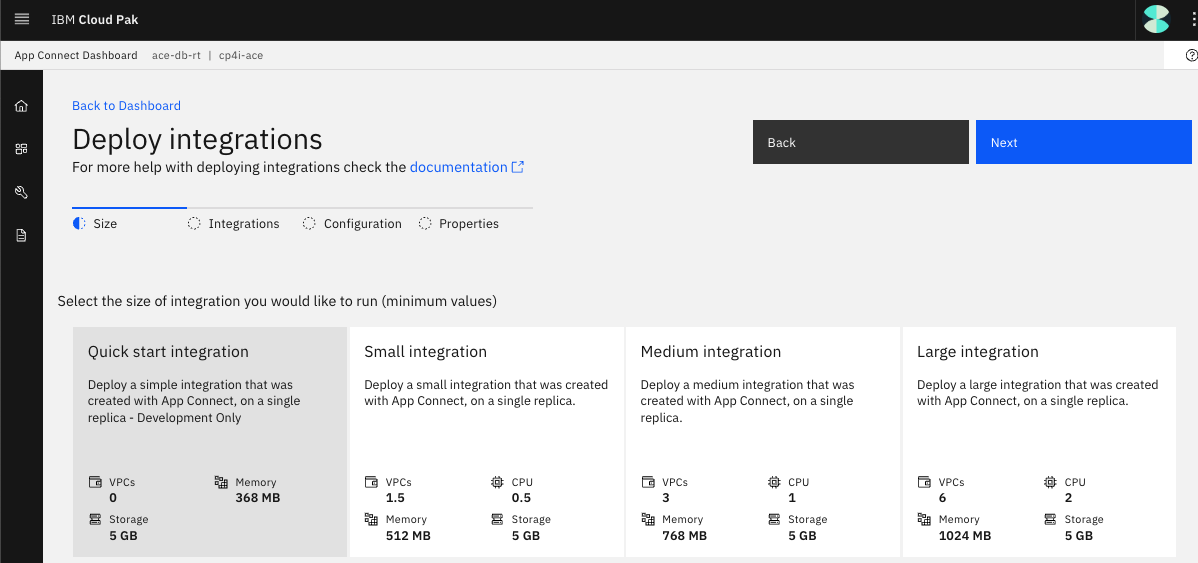 IBM Cloud Pak
App Connect Dashboard ace-db-rt | cp4i-ace
Back to Dashboard
Deploy integrations
For more help with deploying integrations check the documentation
Back
Next
Size
Integrations
Configuration
Properties
Select the size of integration you would like to run (minimum values)
Quick start integration
Deploy a simple integration that was
created with App Connect, on a single
replica - Development Only
VPCs
0
Memory
368 MB
Storage
5 GB
Small integration
Deploy a small integration that was created
with App Connect, on a single replica.
VPCs
1.5
CPU
0.5
Memory
512 MB
Storage
5 GB
Medium integration
Deploy a medium integration that was
created with App Connect, on a single
replica.
VPCs
3
CPU
1
Memory
768 MB
Storage
5 GB
Large integration
Deploy a large integration that was created
with App Connect, on a single replica.
VPCs
6
CPU
2
Memory
1024 MB
Storage
5 GB